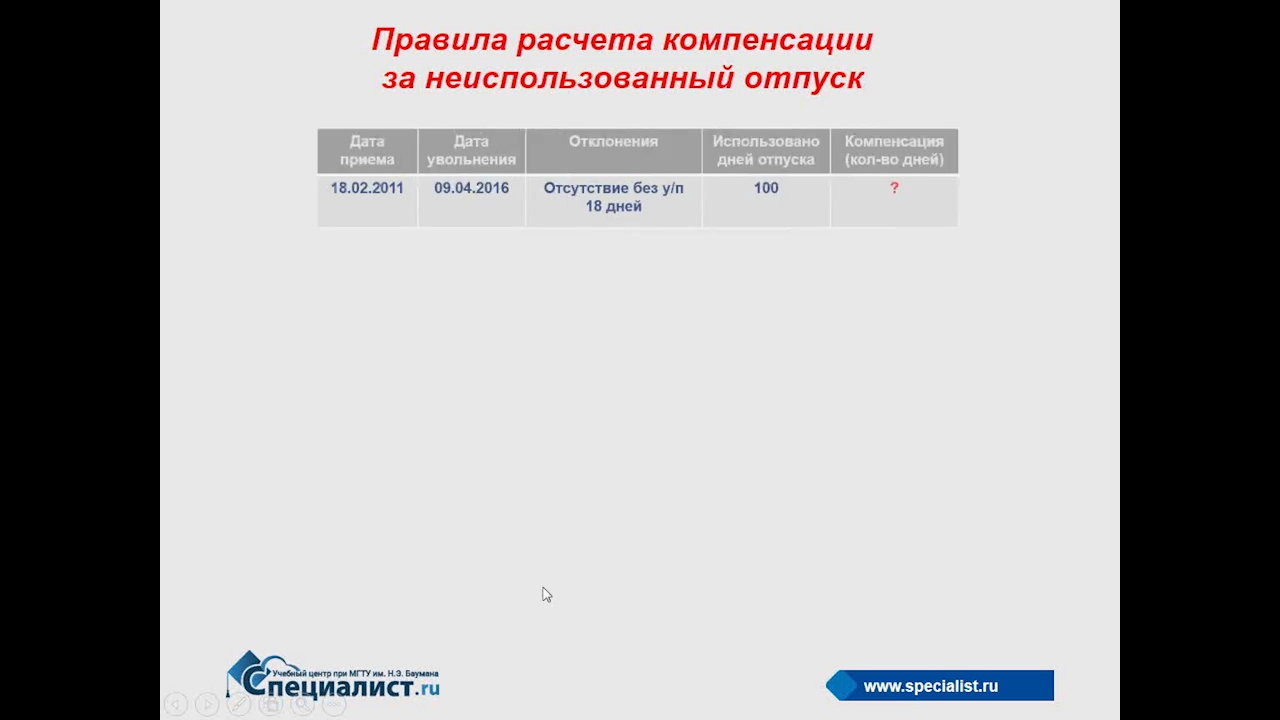 Правила расчета компенсации
за неиспользованный отпуск
Дата приема | Дата увольнения | Отклонения | Использовано дней отпуска | Компенсация (кол-во дней)
18.02.2011 | 09.04.2016 | Отсутствие без у/п 18 дней | 100 | ?
Учебный центр при МГТУ им. Н.Э. Баумана
Специалист.ru
www.specialist.ru